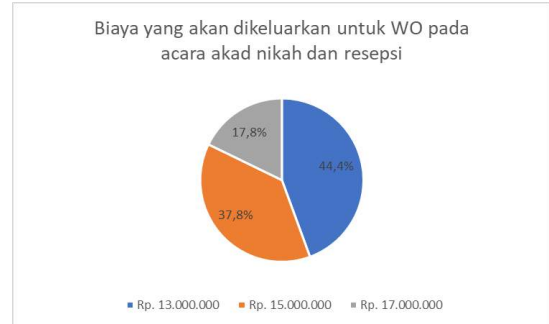 Biaya yang akan dikeluarkan untuk WO pada
acara akad nikah dan resepsi
17,8%
44,4%
37,8%
Rp. 13.000.000 Rp. 15.000.000 Rp. 17.000.000